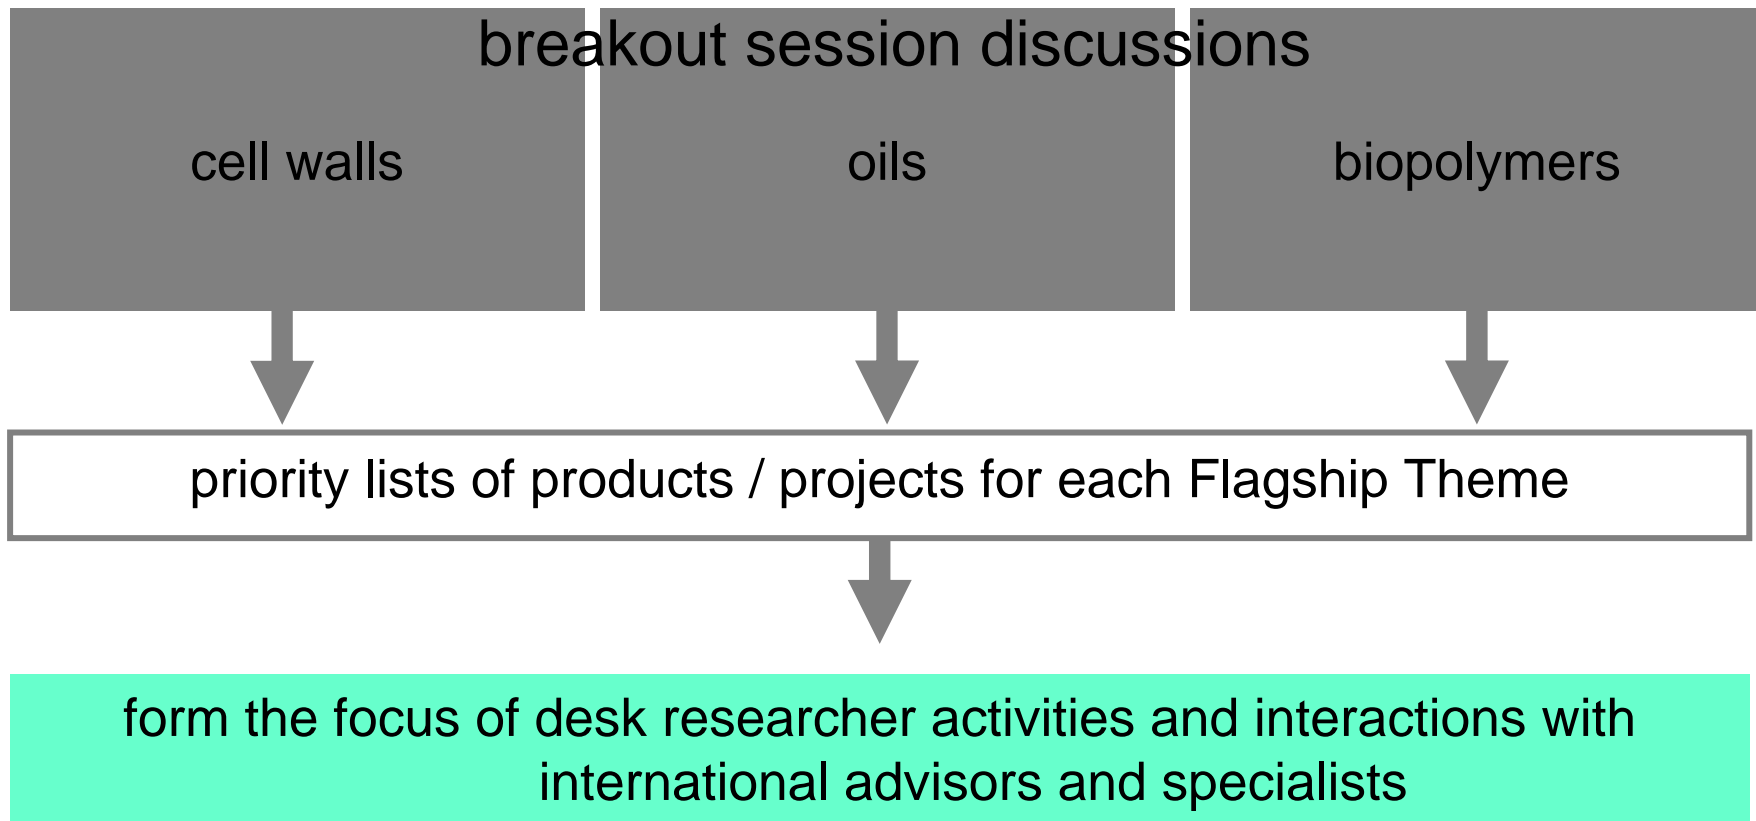 breakout session discussions
cell walls
oils
biopolymers
priority lists of products / projects for each Flagship Theme
form the focus of desk researcher activities and interactions with
international advisors and specialists